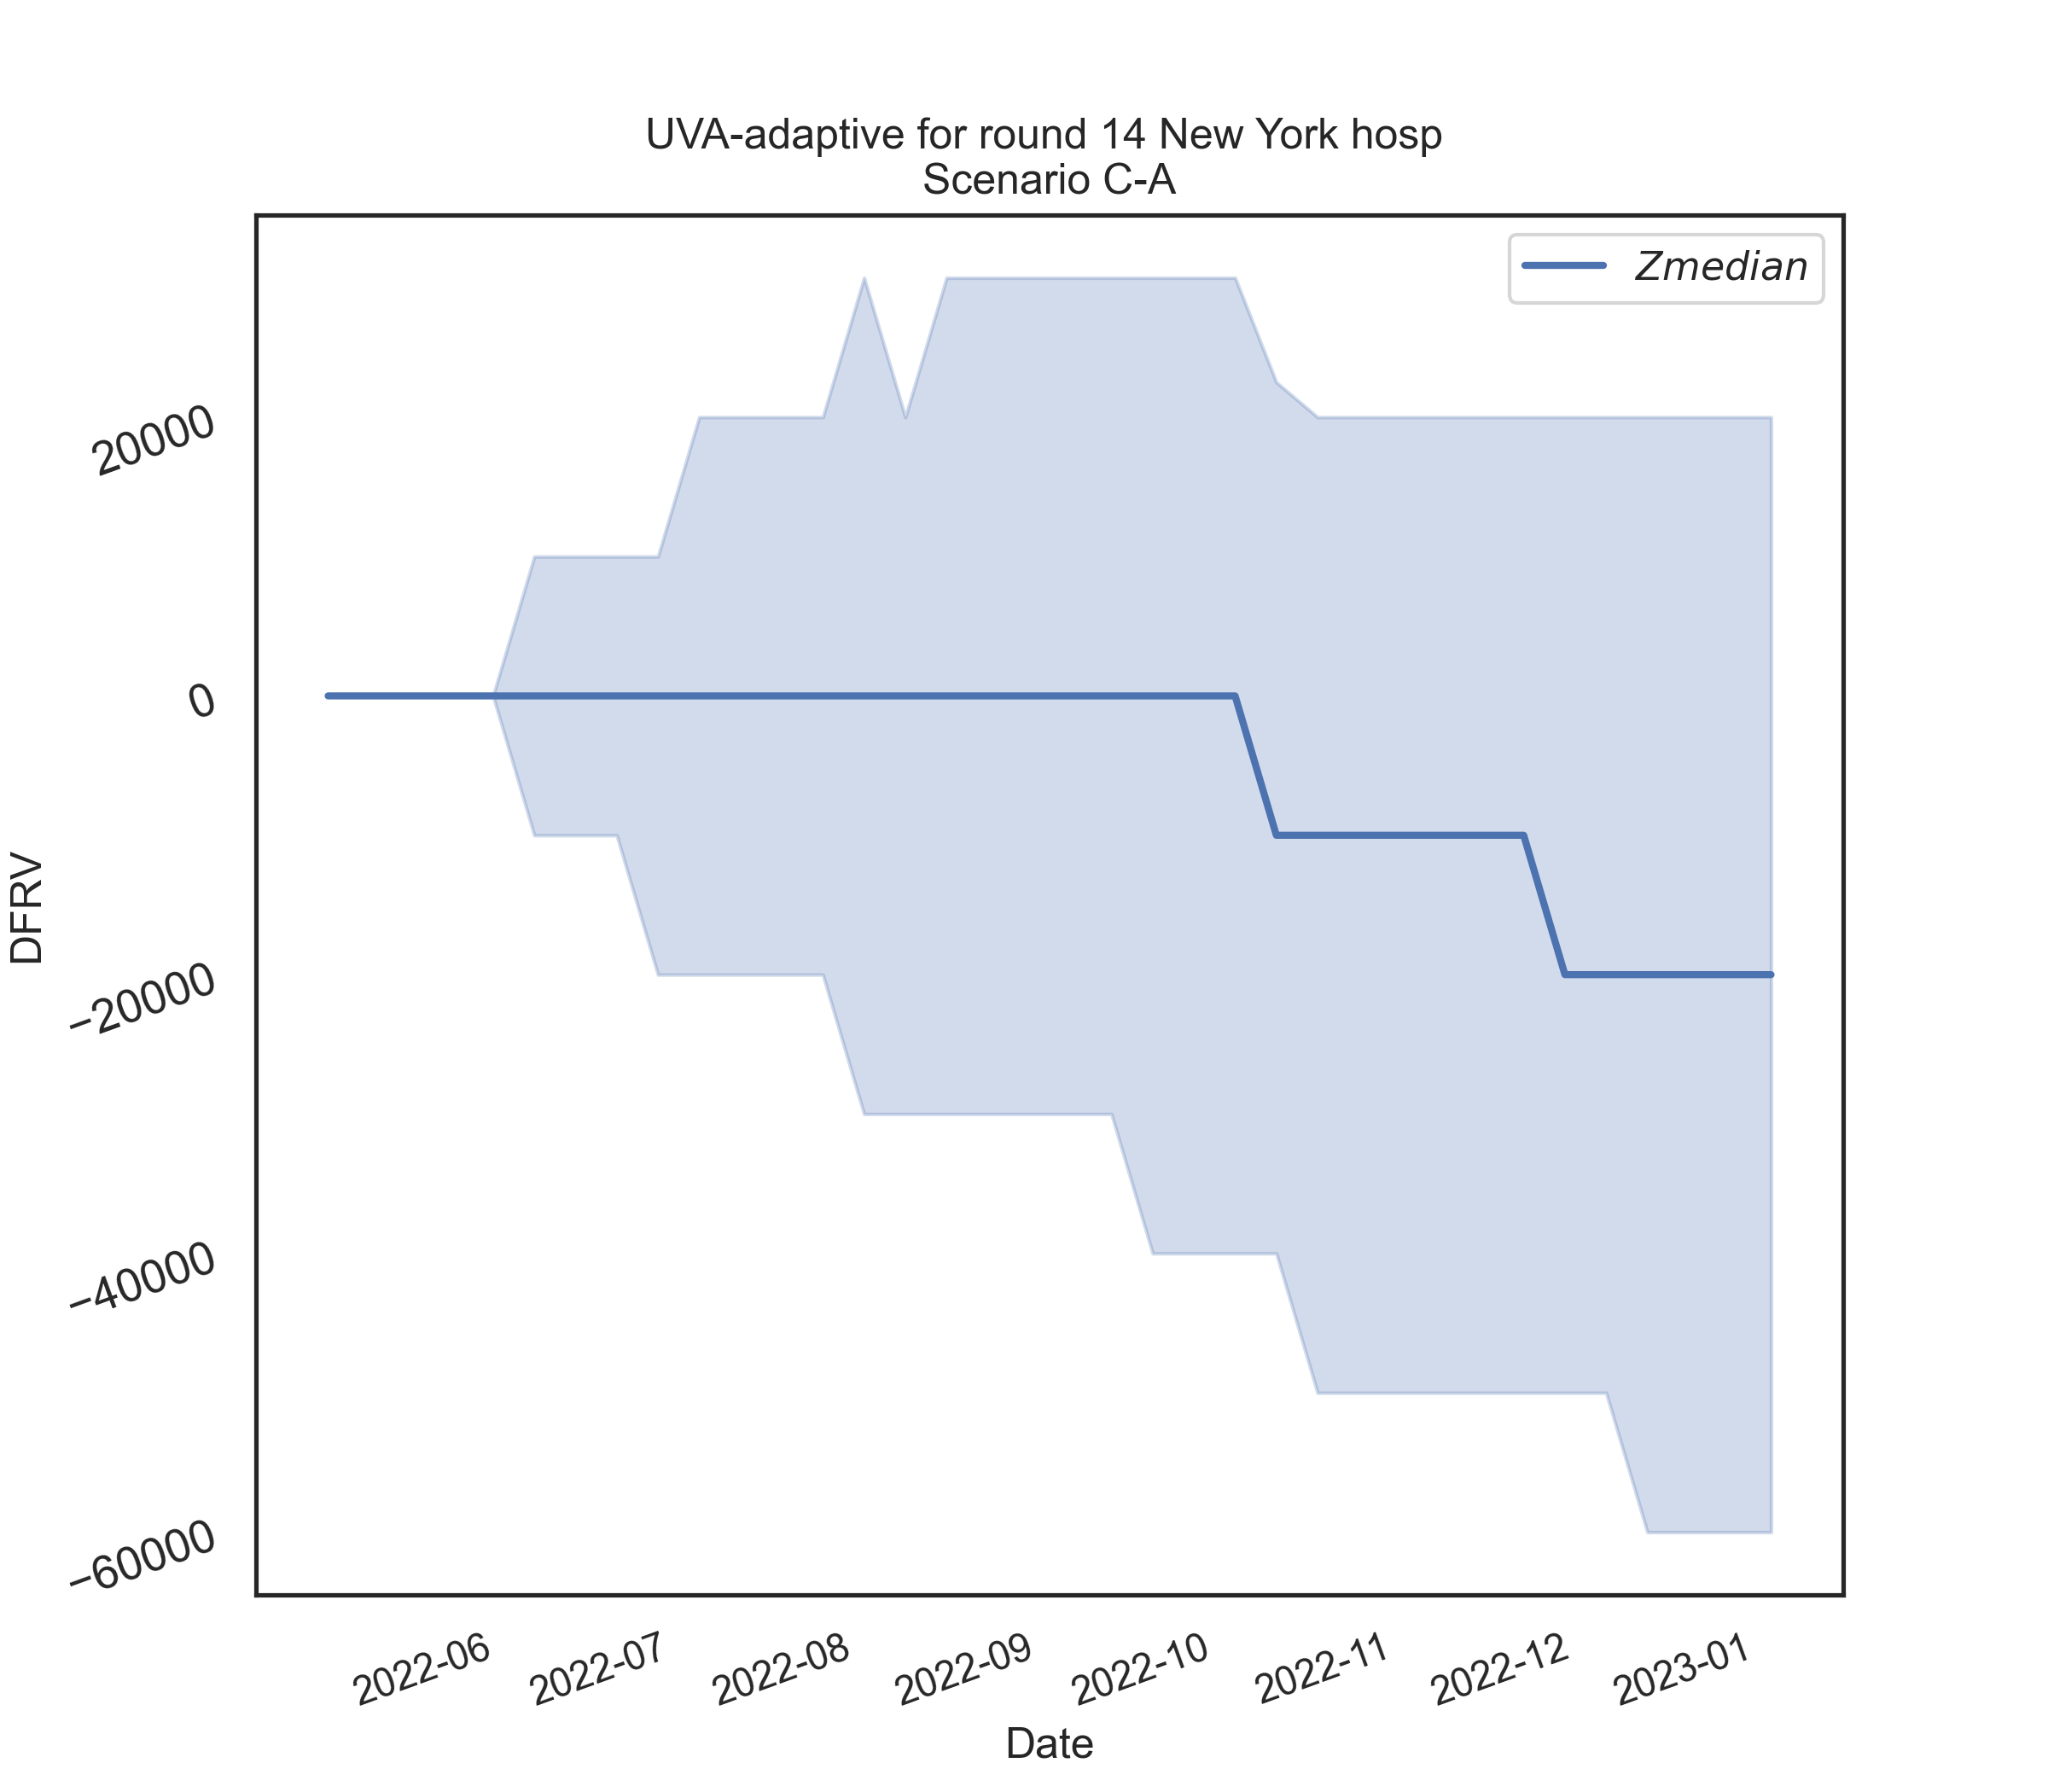 UVA-adaptive for round 14 New York hosp
Scenario C-A
Zmedian
20000
0
−20000
−40000
−60000
DFRV
2022-06
2022-07
2022-08
2022-09
2022-10
2022-11
2022-12
2023-01
Date